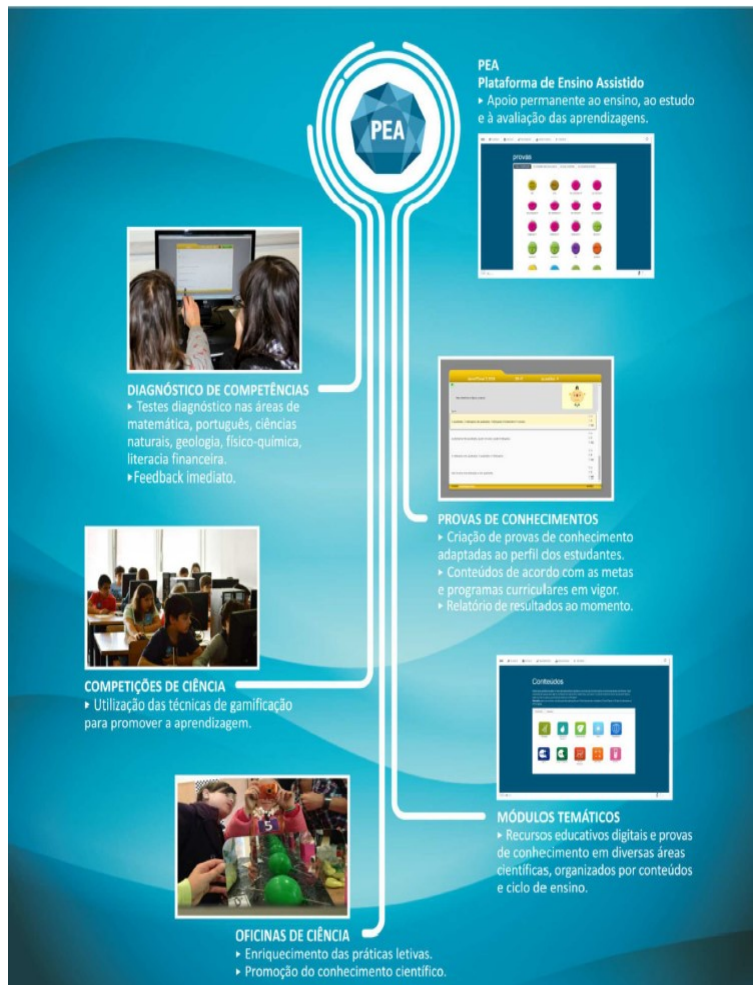 PEA
PEA
Plataforma de Ensino Assistido
▸ Apoio permanente ao ensino, ao estudo
e à avaliação das aprendizagens.
provas
DIAGNÓSTICO DE COMPETÊNCIAS
▸ Testes diagnóstico nas áreas de
matemática, português, ciências
naturais, geologia, físico-química,
literacia financeira.
▸Feedback imediato.
PROVAS DE CONHECIMENTOS
▸ Criação de provas de conhecimento
adaptadas ao perfil dos estudantes.
▸ Conteúdos de acordo com as metas
e programas curriculares em vigor.
▸ Relatório de resultados ao momento.
COMPETIÇÕES DE CIÊNCIA
▸ Utilização das técnicas de gamificação
para promover a aprendizagem.
Conteúdos
MÓDULOS TEMÁTICOS
▸ Recursos educativos digitais e provas
de conhecimento em diversas áreas
científicas, organizados por conteúdos
e ciclo de ensino.
5
OFICINAS DE CIÊNCIA
▸ Enriquecimento das práticas letivas.
▸ Promoção do conhecimento científico.